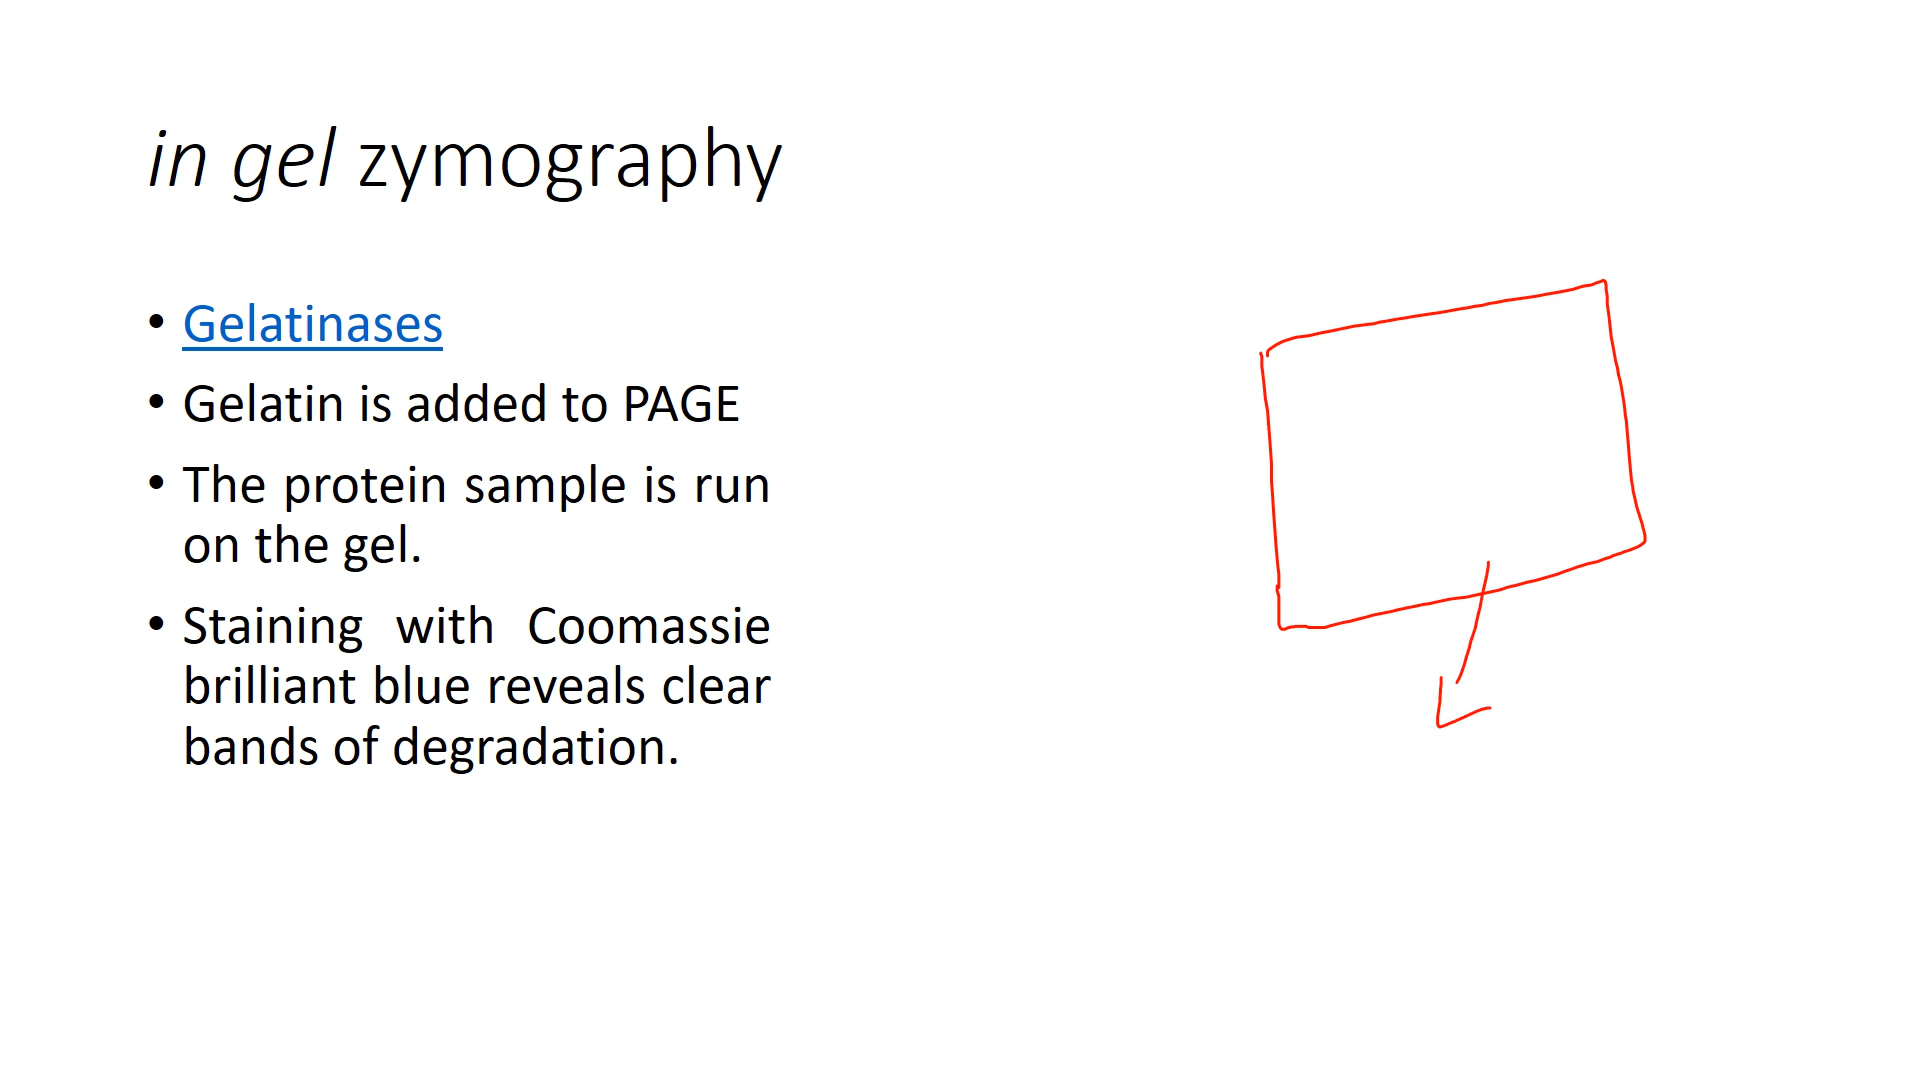 in gel zymography
• Gelatinases
• Gelatin is added to PAGE
• The protein sample is run
on the gel.
• Staining with Coomassie
brilliant blue reveals clear
bands of degradation.